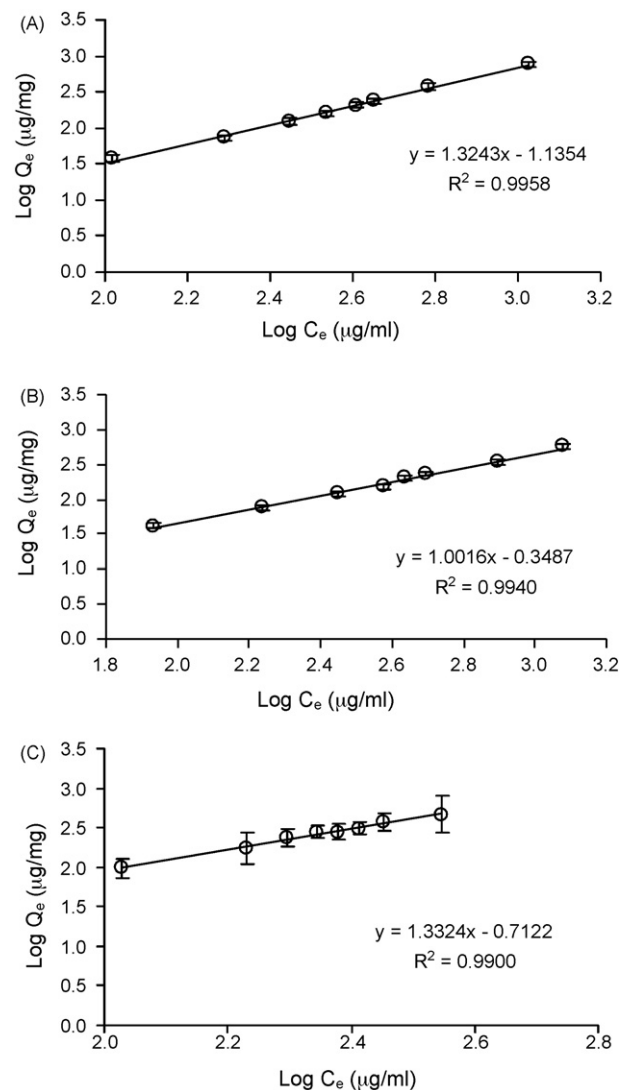 (A)
3.5
3.0
2.5
2.0
1.5
1.0
0.5
0.0
Log Qₑ (μg/mg)
y = 1.3243x - 1.1354
R² = 0.9958
2.0 2.2 2.4 2.6 2.8 3.0 3.2
Log Cₑ (μg/ml)
(B)
3.5
3.0
2.5
2.0
1.5
1.0
0.5
0.0
Log Qₑ (μg/mg)
y = 1.0016x - 0.3487
R² = 0.9940
1.8 2.0 2.2 2.4 2.6 2.8 3.0 3.2
Log Cₑ (μg/ml)
(C)
3.5
3.0
2.5
2.0
1.5
1.0
0.5
0.0
Log Qₑ (μg/mg)
y = 1.3324x - 0.7122
R² = 0.9900
2.0 2.2 2.4 2.6 2.8
Log Cₑ (μg/ml)